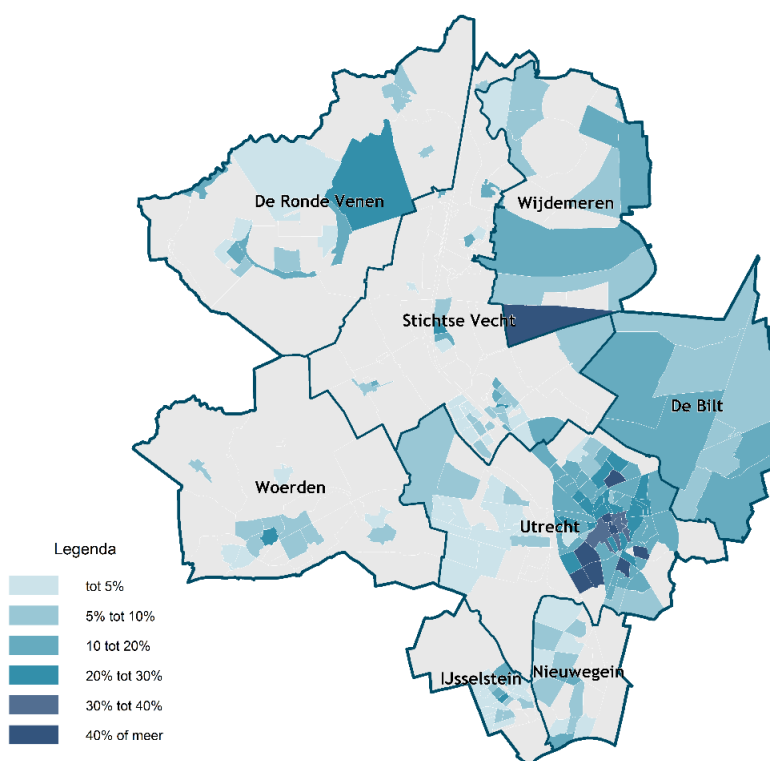 De Ronde Venen
Wijdemeren
Stichtse Vecht
De Bilt
Woerden
Utrecht
IJsselstein
Nieuwegein
Legenda
tot 5%
5% tot 10%
10 tot 20%
20% tot 30%
30% tot 40%
40% of meer